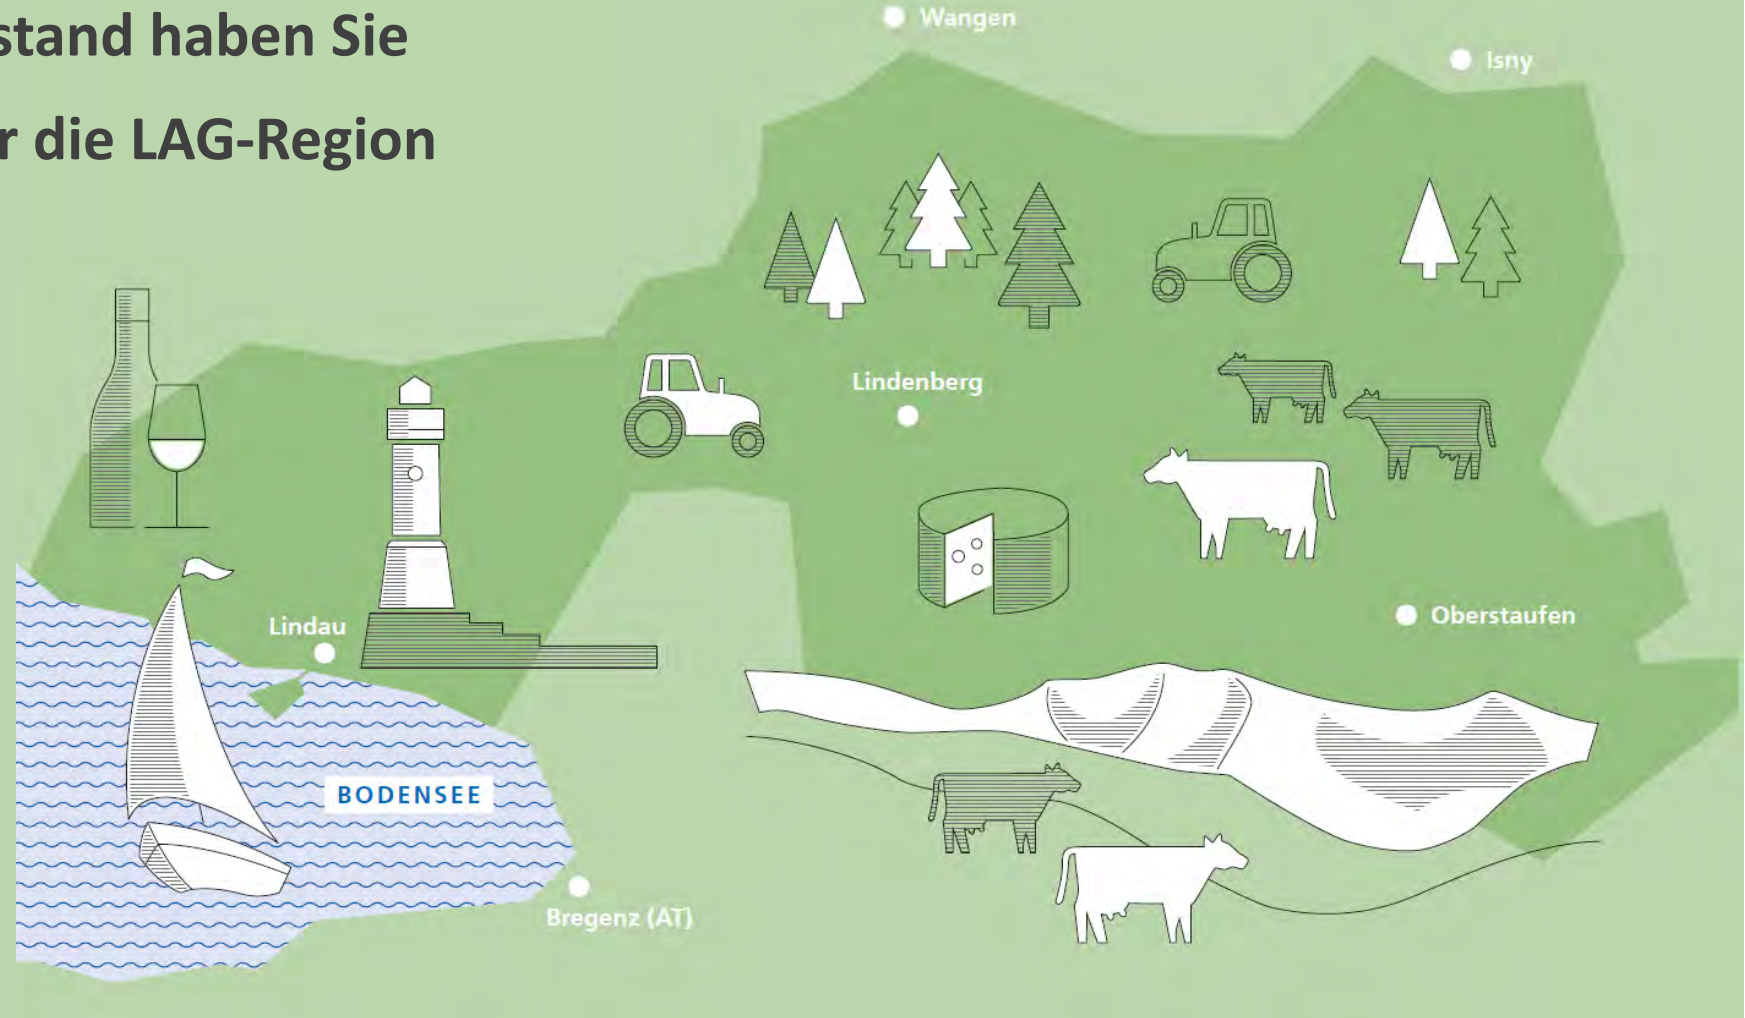 stand haben Sie
r die LAG-Region
Wangen
Isny
Lindenberg
Oberstaufen
Lindau
BODENSEE
Bregenz (AT)